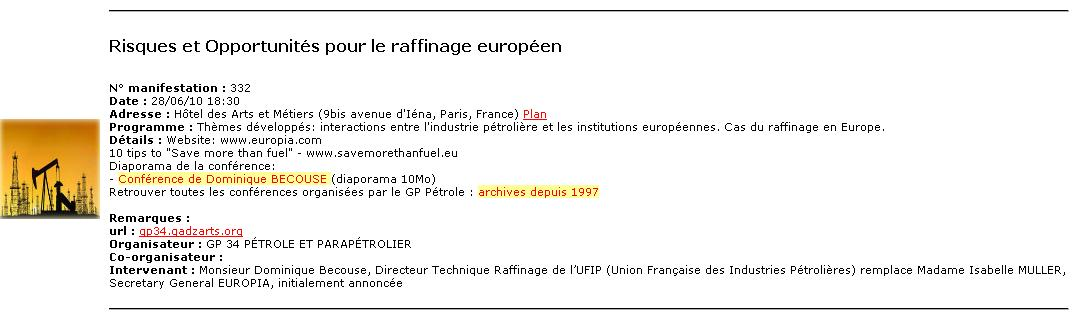 Risques et Opportunités pour le raffinage européen
N° manifestation : 332
Date : 28/06/10 18:30
Adresse : Hôtel des Arts et Métiers (9bis avenue d'Iéna, Paris, France) Plan
Programme : Thèmes développés: interactions entre l'industrie pétrolière et les institutions européennes. Cas du raffinage en Europe.
Détails : Website: www.europia.com
10 tips to "Save more than fuel" - www.savemorethanfuel.eu
Diaporama de la conférence:
- Conférence de Dominique BECOUSE (diaporama 10Mo)
Retrouver toutes les conférences organisées par le GP Pétrole : archives depuis 1997
Remarques :
url : gp34.gadzarts.org
Organisateur : GP 34 PÉTROLE ET PARAPÉTROLIER
Co-organisateur :
Intervenant : Monsieur Dominique Becouse, Directeur Technique Raffinage de l'UFIP (Union Française des Industries Pétrolières) remplace Madame Isabelle MULLER,
Secretary General EUROPIA, initialement annoncée